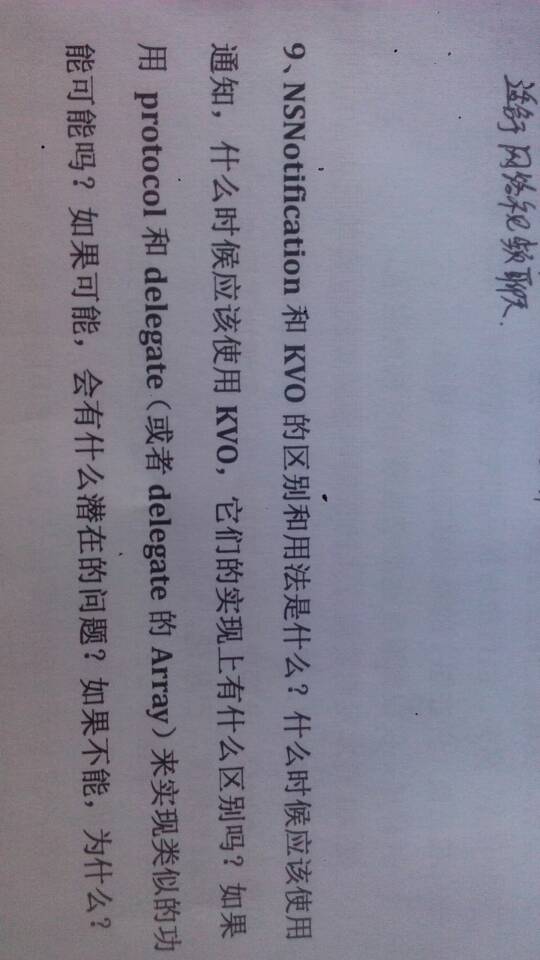 进行网络视频聊天.
9、NSNotification 和 KVO 的区别和用法是什么？什么时候应该使用
通知，什么时候应该使用 KVO，它们的实现上有什么区别吗？如果
用 protocol 和 delegate（或者 delegate 的 Array）来实现类似的功
能可能吗？如果可能，会有什么潜在的问题？如果不能，为什么？